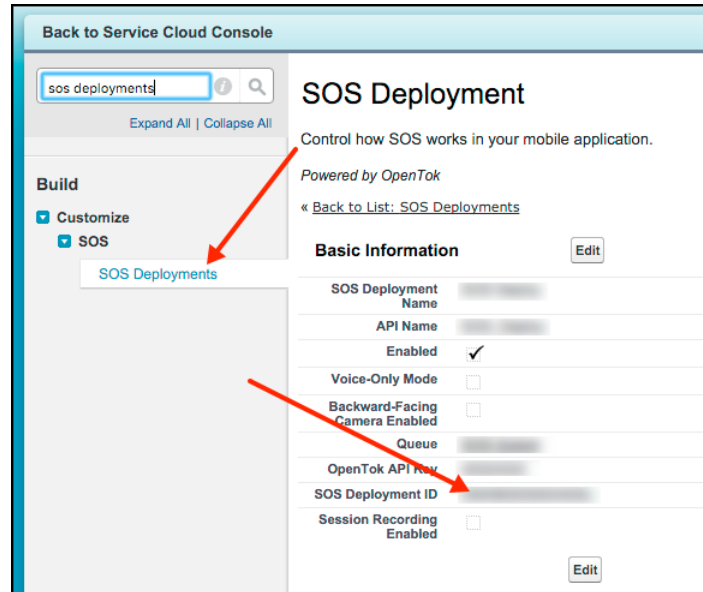 Back to Service Cloud Console
sos deployments
Expand All | Collapse All
Build
Customize
SOS
SOS Deployments
SOS Deployment
Control how SOS works in your mobile application.
Powered by OpenTok
« Back to List: SOS Deployments
Basic Information
Edit
SOS Deployment
Name
API Name
Enabled
Voice-Only Mode
Backward-Facing
Camera Enabled
Queue
OpenTok API Key
SOS Deployment ID
Session Recording
Enabled
Edit